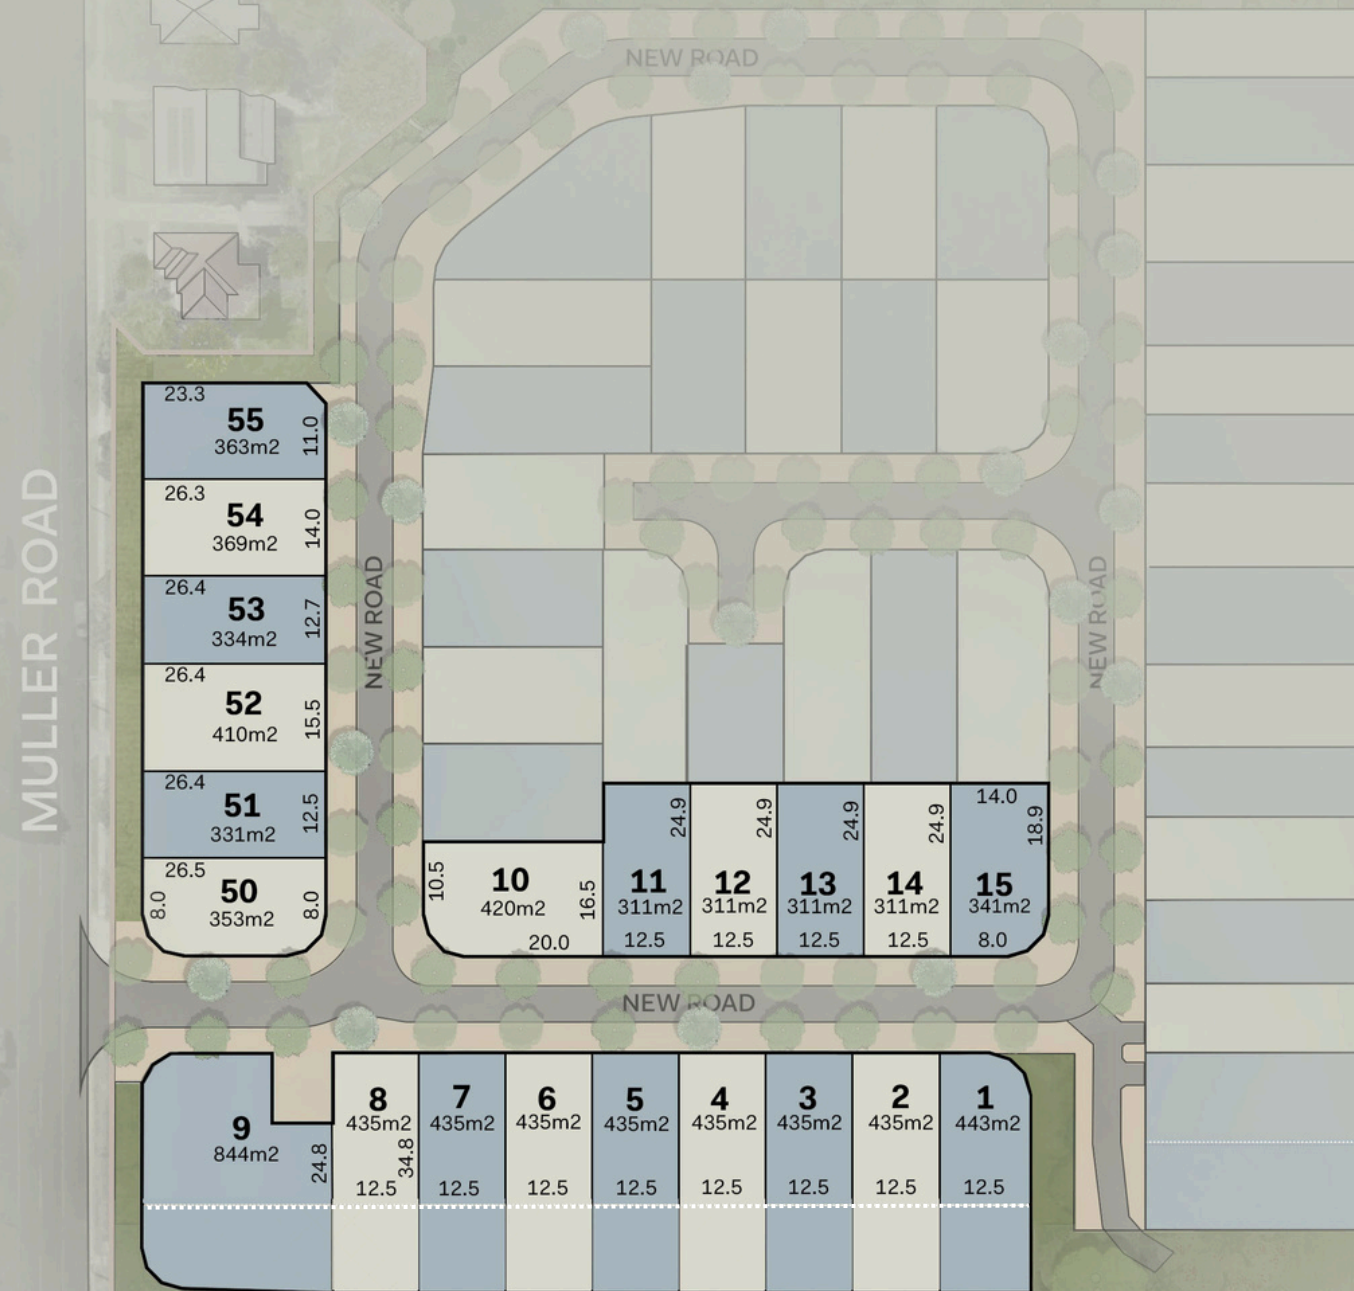 NEW ROAD
23.3
55
363m2
11.0
26.3
54
369m2
14.0
26.4
53
334m2
12.7
26.4
52
410m2
15.5
26.4
51
331m2
12.5
26.5
50
353m2
8.0
8.0
MULLER ROAD
NEW ROAD
NEW ROAD
10.5
10
420m2
16.5
20.0
24.9
11
311m2
12.5
24.9
12
311m2
12.5
24.9
13
311m2
12.5
24.9
14
311m2
12.5
14.0
18.9
15
341m2
8.0
NEW ROAD
9
844m2
24.8
8
435m2
34.8
12.5
7
435m2
12.5
6
435m2
12.5
5
435m2
12.5
4
435m2
12.5
3
435m2
12.5
2
435m2
12.5
1
443m2
12.5